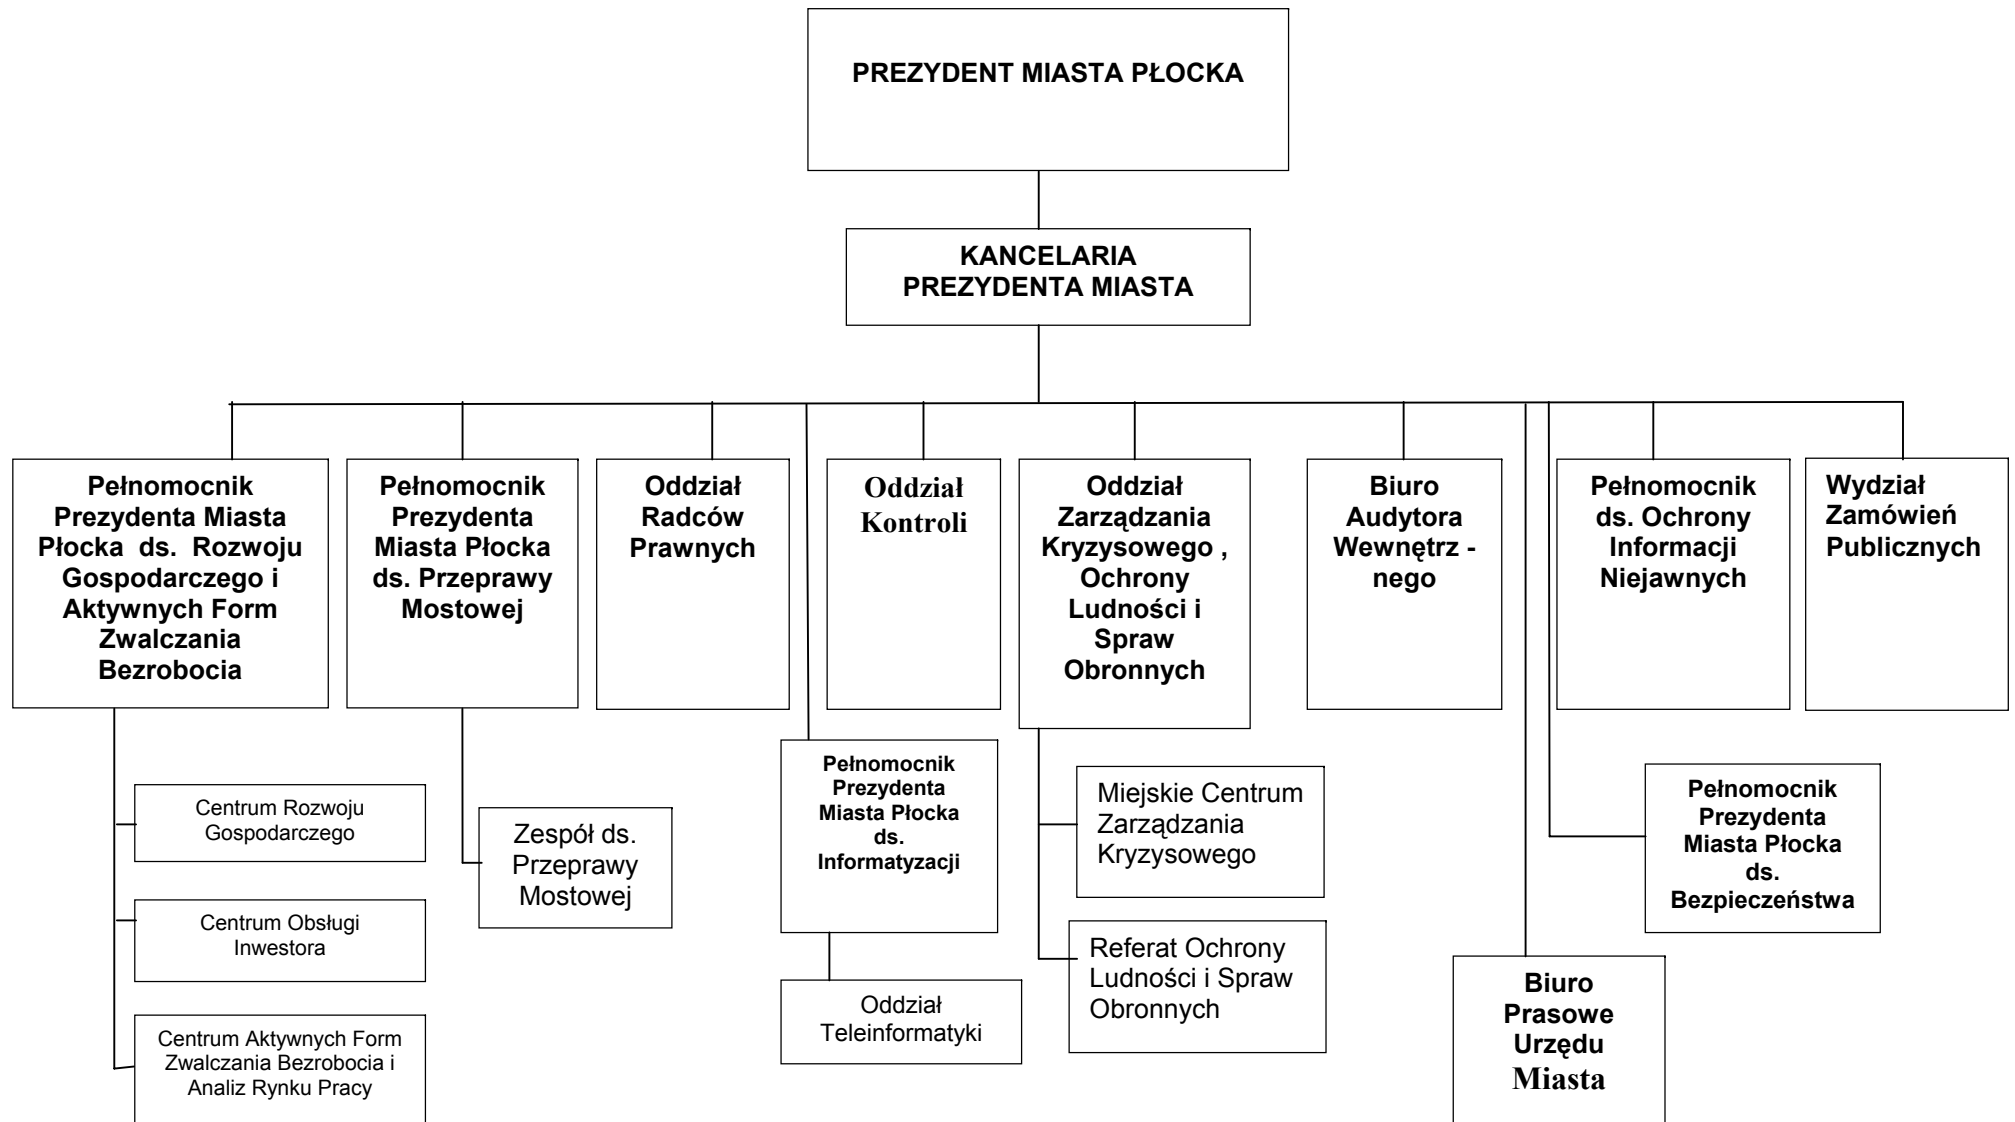 PREZYDENT MIASTA PŁOCKA
KANCELARIA
PREZYDENTA MIASTA
Pełnomocnik
Prezydenta Miasta
Płocka ds. Rozwoju
Gospodarczego i
Aktywnych Form
Zwalczania
Bezrobocia
Pełnomocnik
Prezydenta
Miasta Płocka
ds. Przeprawy
Mostowej
Oddział
Radców
Prawnych
Oddział
Kontroli
Oddział
Zarządzania
Kryzysowego ,
Ochrony
Ludności i
Spraw
Obronnych
Biuro
Audytora
Wewnętrz -
nego
Pełnomocnik
ds. Ochrony
Informacji
Niejawnych
Wydział
Zamówień
Publicznych
Centrum Rozwoju
Gospodarczego
Centrum Obsługi
Inwestora
Centrum Aktywnych Form
Zwalczania Bezrobocia i
Analiz Rynku Pracy
Zespół ds.
Przeprawy
Mostowej
Pełnomocnik
Prezydenta
Miasta Płocka
ds.
Informatyzacji
Oddział
Teleinformatyki
Miejskie Centrum
Zarządzania
Kryzysowego
Referat Ochrony
Ludności i Spraw
Obronnych
Pełnomocnik
Prezydenta
Miasta Płocka
ds.
Bezpieczeństwa
Biuro
Prasowe
Urzędu
Miasta